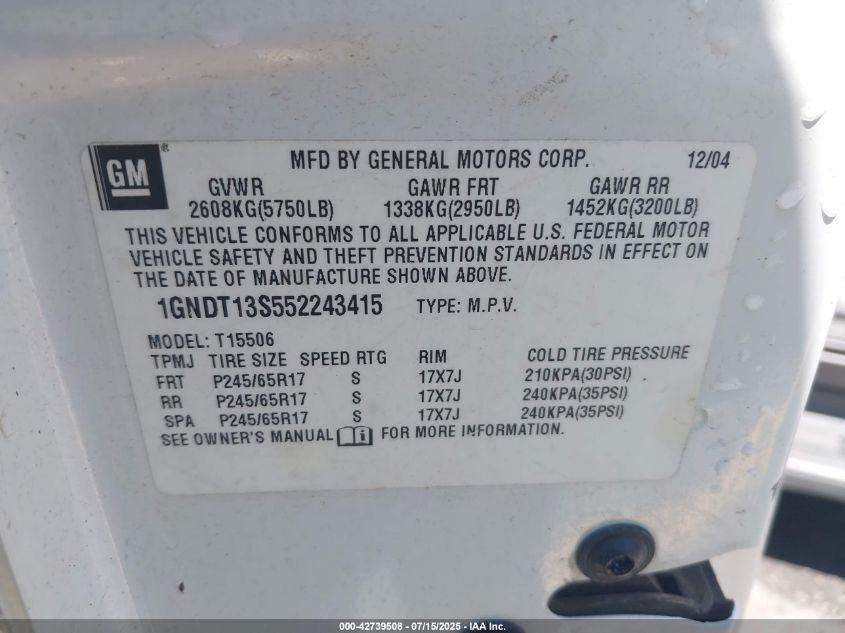 GM ®
MFD BY GENERAL MOTORS CORP. 12/04
GVWR GAWR FRT GAWR RR
2608KG(5750LB) 1338KG(2950LB) 1452KG(3200LB)
THIS VEHICLE CONFORMS TO ALL APPLICABLE U.S. FEDERAL MOTOR
VEHICLE SAFETY AND THEFT PREVENTION STANDARDS IN EFFECT ON
THE DATE OF MANUFACTURE SHOWN ABOVE.
1GNDT13S552243415 TYPE: M.P.V.
MODEL: T15506
TPMJ TIRE SIZE SPEED RTG RIM COLD TIRE PRESSURE
FRT P245/65R17 S 17X7J 210KPA(30PSI)
RR P245/65R17 S 17X7J 240KPA(35PSI)
SPA P245/65R17 S 17X7J 240KPA(35PSI)
SEE OWNER'S MANUAL FOR MORE INFORMATION.
000-42739508 - 07/15/2025 - IAA Inc.